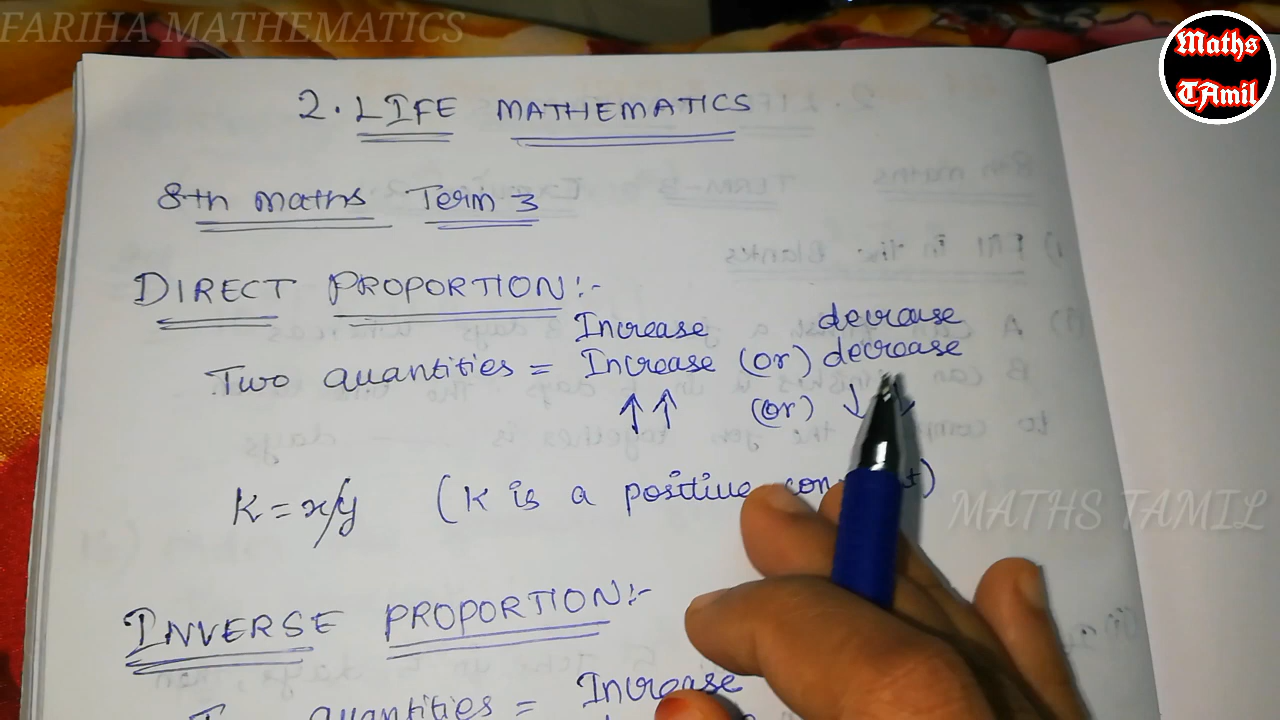 FARIHA MATHEMATICS
Maths
TAmil
2. LIFE MATHEMATICS
8th maths Term 3
DIRECT PROPORTION:-
Increase decrease
Two quantities = Increase (or) decrease
↑↑ (or) ↓↓
K = x/y (K is a positive
MATHS TAMIL
INVERSE PROPORTION:-
Increase
quantities =